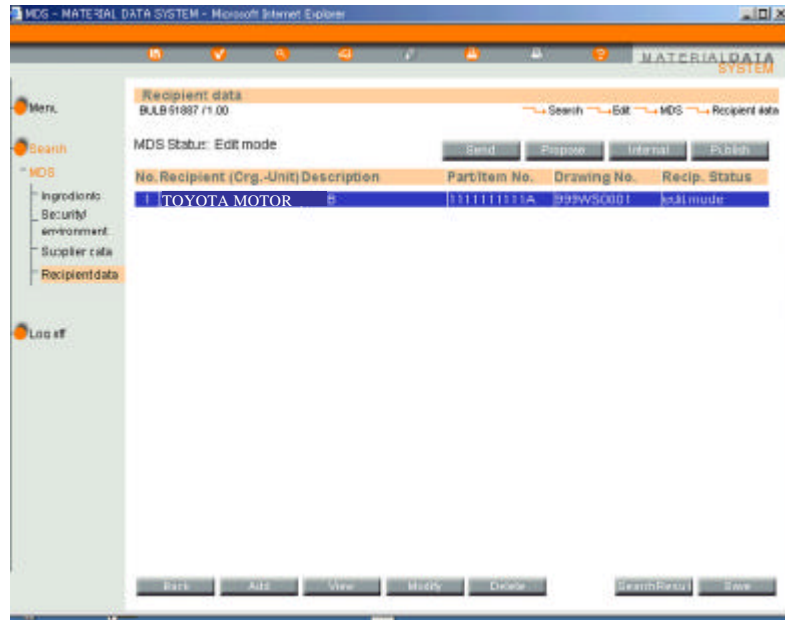 MDS - MATERIAL DATA SYSTEM - Microsoft Internet Explorer
MATERIALDATA
SYSTEM
Menu
Search
MDS
Ingredients
Security/
environment
Supplier data
Recipient data
Log off
Recipient data
BULB 51887 /1.00
Search Edit MDS Recipient data
MDS Status: Edit mode
Send Propose Internal Publish
No. Recipient (Org.-Unit) Description Part/Item No. Drawing No. Recip. Status
1 TOYOTA MOTOR 1111111111A 999WS0001 edit mode
Back Add View Modify Delete SearchResul Save